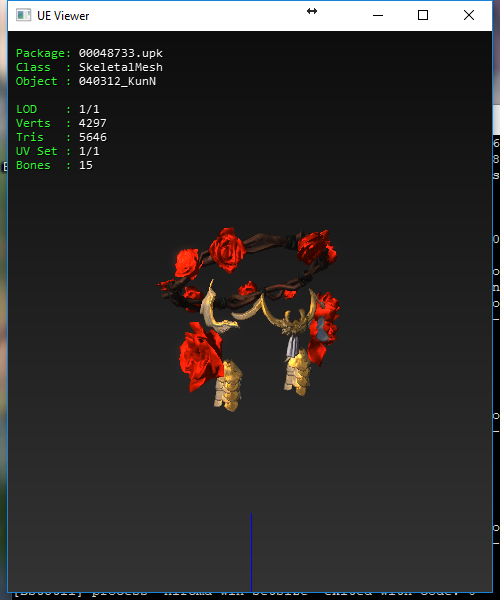 UE Viewer
Package: 00048733.upk
Class  : SkeletalMesh
Object : 040312_KunN
LOD    : 1/1
Verts  : 4297
Tris   : 5646
UV Set : 1/1
Bones  : 15